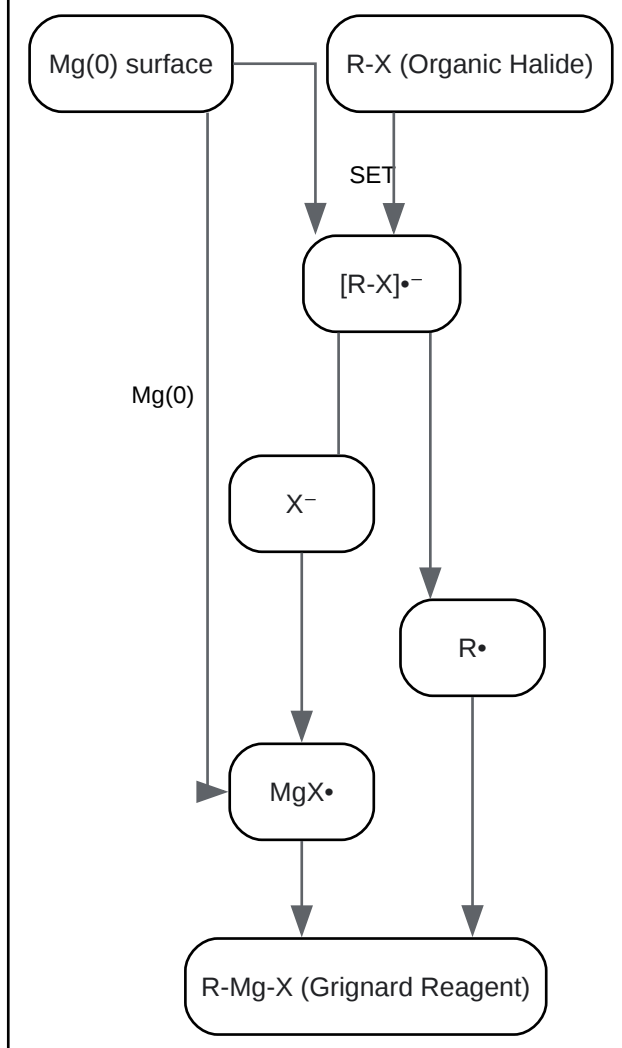 Mg(0) surface
R-X (Organic Halide)
SET
[R-X]•⁻
Mg(0)
X⁻
R•
MgX•
R-Mg-X (Grignard Reagent)